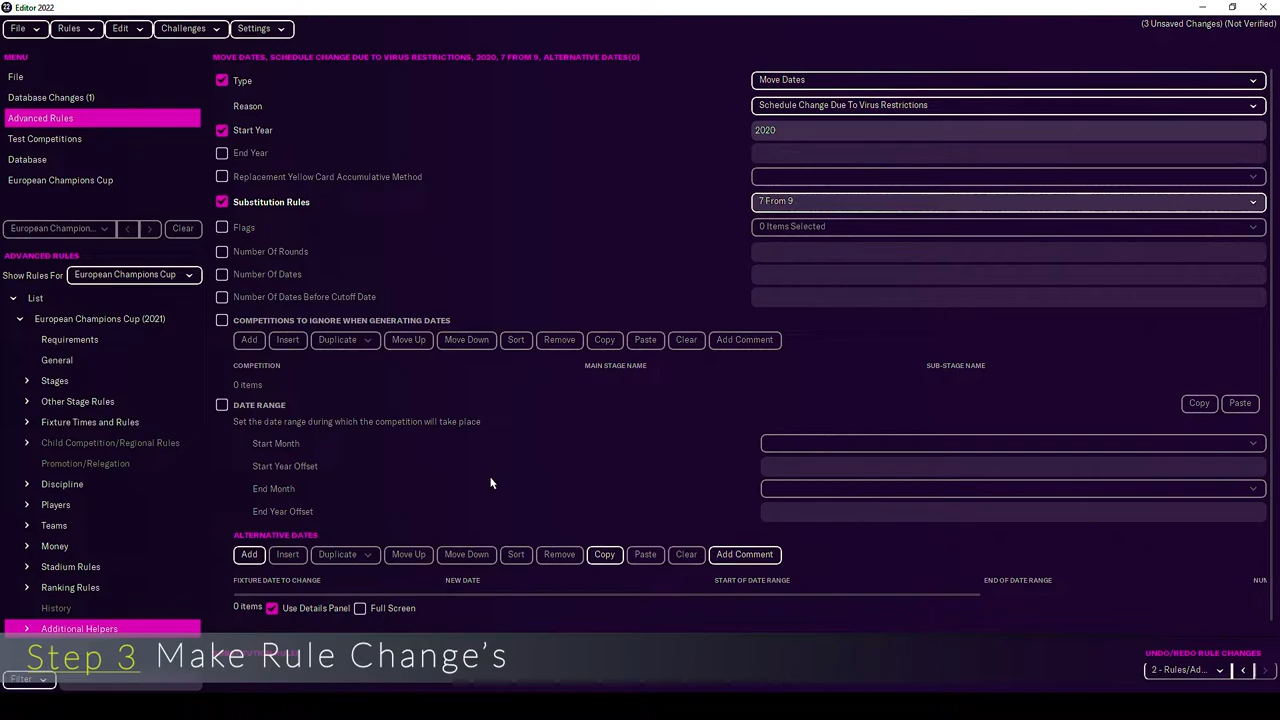 22 Editor 2022
File Rules Edit Challenges Settings
(3 Unsaved Changes) (Not Verified)
MENU
File
Database Changes (1)
Advanced Rules
Test Competitions
Database
European Champions Cup
European Champion... < > Clear
ADVANCED RULES
Show Rules For European Champions Cup
List
European Champions Cup (2021)
Requirements
General
Stages
Other Stage Rules
Fixture Times and Rules
Child Competition/Regional Rules
Promotion/Relegation
Discipline
Players
Teams
Money
Stadium Rules
Ranking Rules
History
Additional Helpers
Filter
MOVE DATES, SCHEDULE CHANGE DUE TO VIRUS RESTRICTIONS, 2020, 7 FROM 9, ALTERNATIVE DATES(0)
Type Move Dates
Reason Schedule Change Due To Virus Restrictions
Start Year 2020
End Year
Replacement Yellow Card Accumulative Method
Substitution Rules 7 From 9
Flags 0 Items Selected
Number Of Rounds
Number Of Dates
Number Of Dates Before Cutoff Date
COMPETITIONS TO IGNORE WHEN GENERATING DATES
Add Insert Duplicate Move Up Move Down Sort Remove Copy Paste Clear Add Comment
COMPETITION MAIN STAGE NAME SUB-STAGE NAME
0 items
DATE RANGE Copy Paste
Set the date range during which the competition will take place
Start Month
Start Year Offset
End Month
End Year Offset
ALTERNATIVE DATES
Add Insert Duplicate Move Up Move Down Sort Remove Copy Paste Clear Add Comment
FIXTURE DATE TO CHANGE NEW DATE START OF DATE RANGE END OF DATE RANGE NUM
0 items Use Details Panel Full Screen
Step 3 Make Rule Change's
UNDO/REDO RULE CHANGES
2 - Rules/Ad... < >